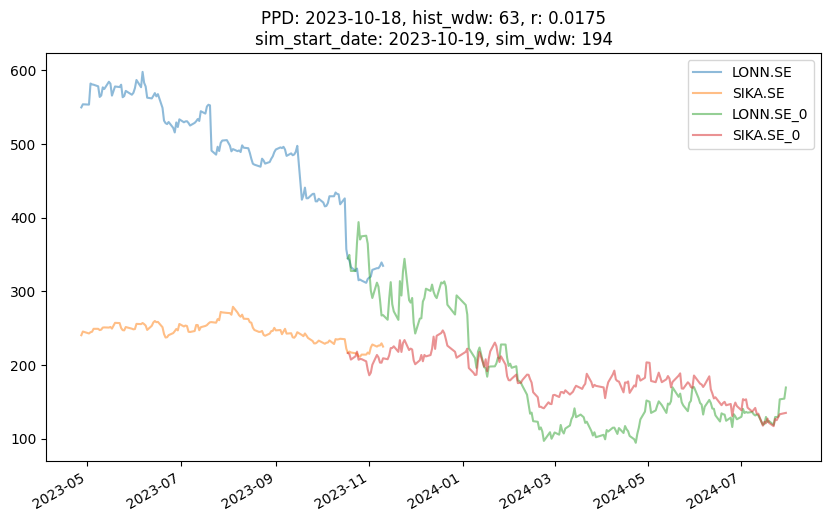 PPD: 2023-10-18, hist_wdw: 63, r: 0.0175
sim_start_date: 2023-10-19, sim_wdw: 194
LONN.SE
SIKA.SE
LONN.SE_0
SIKA.SE_0
600
500
400
300
200
100
2023-05
2023-07
2023-09
2023-11
2024-01
2024-03
2024-05
2024-07